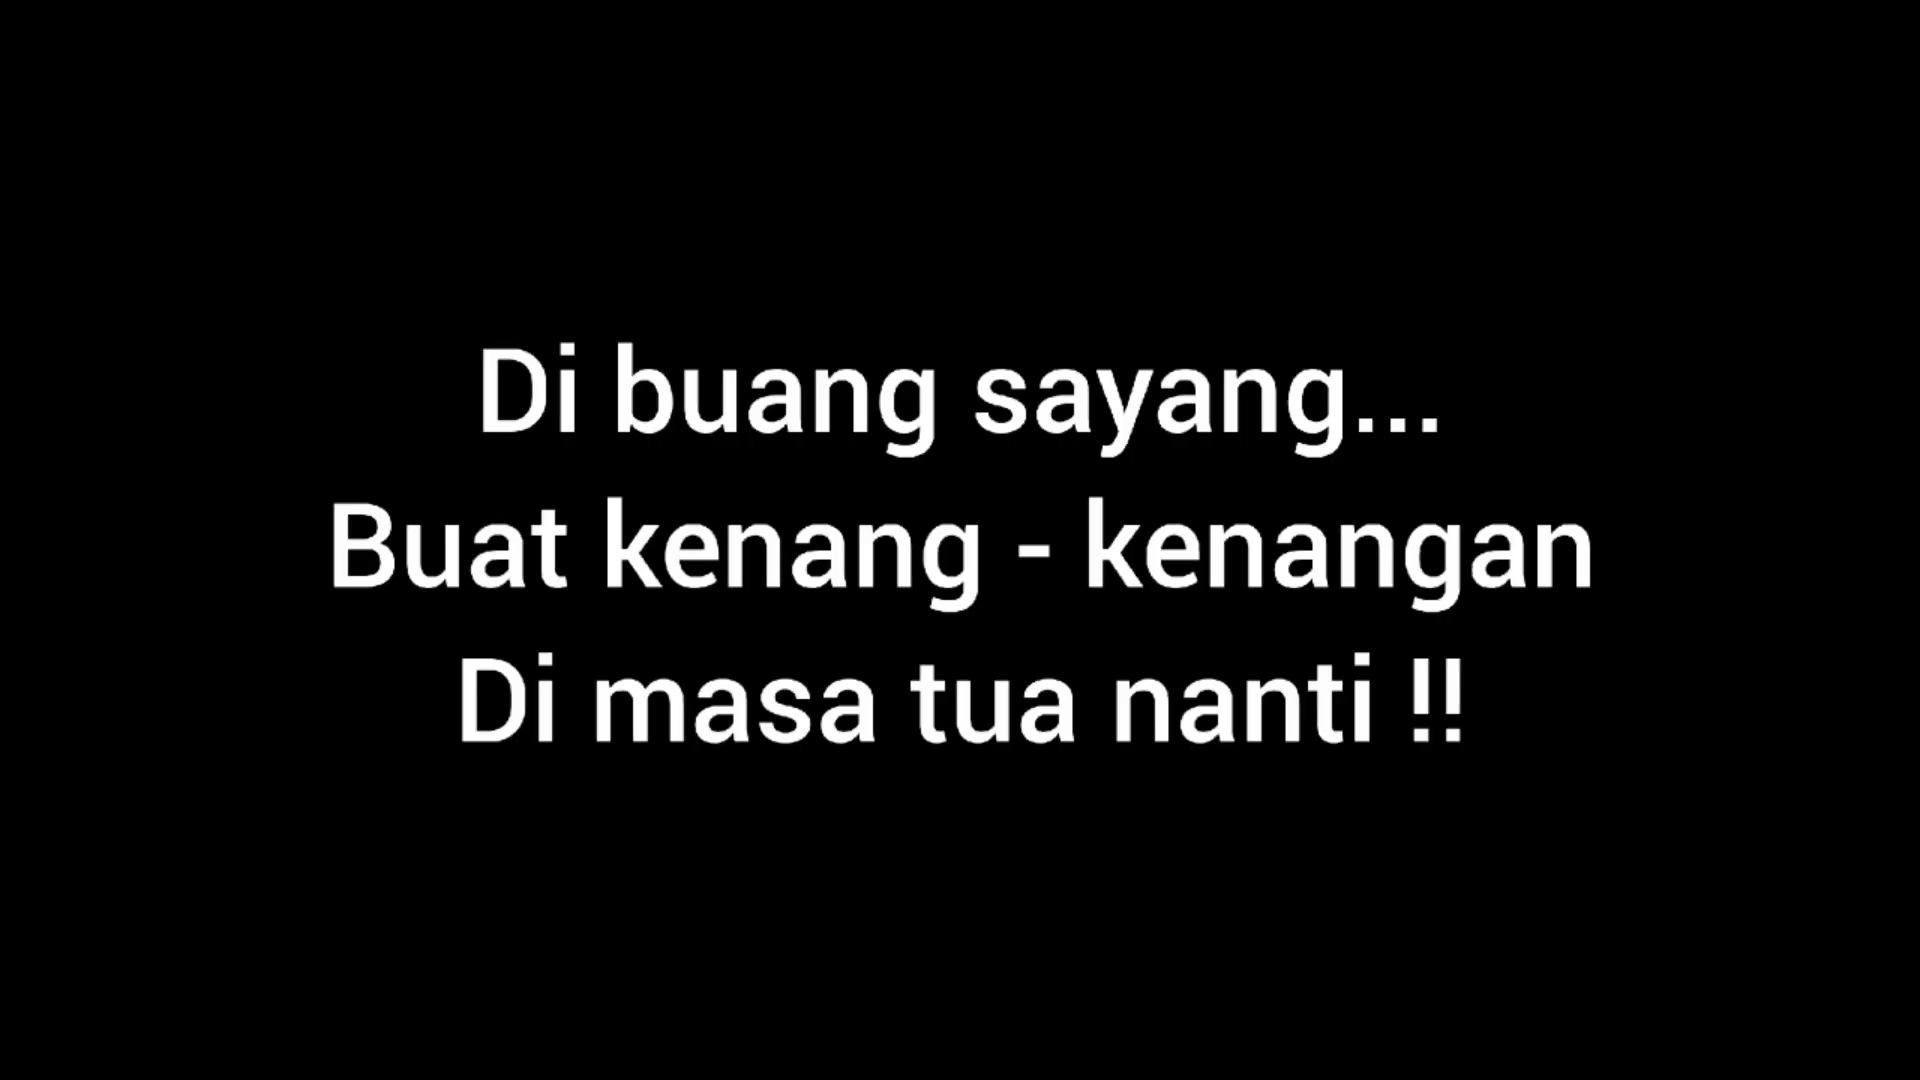 Di buang sayang...
Buat kenang - kenangan
Di masa tua nanti !!